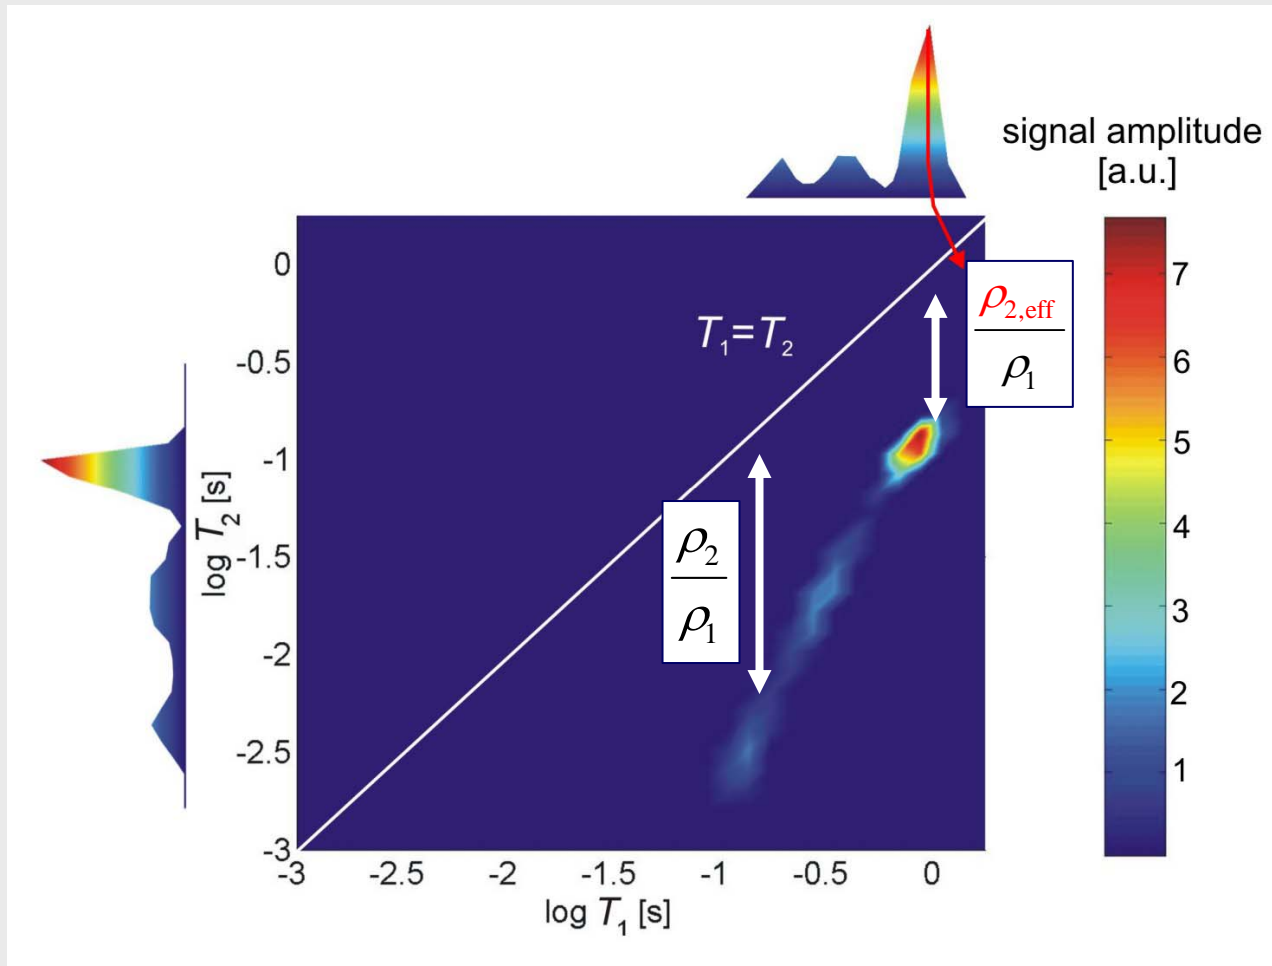 signal amplitude
[a.u.]
0
-0.5
-1
-1.5
-2
-2.5
-3
log T₂ [s]
T₁=T₂
ρ₂,eff
ρ₁
ρ₂
ρ₁
7
6
5
4
3
2
1
-3 -2.5 -2 -1.5 -1 -0.5 0
log T₁ [s]